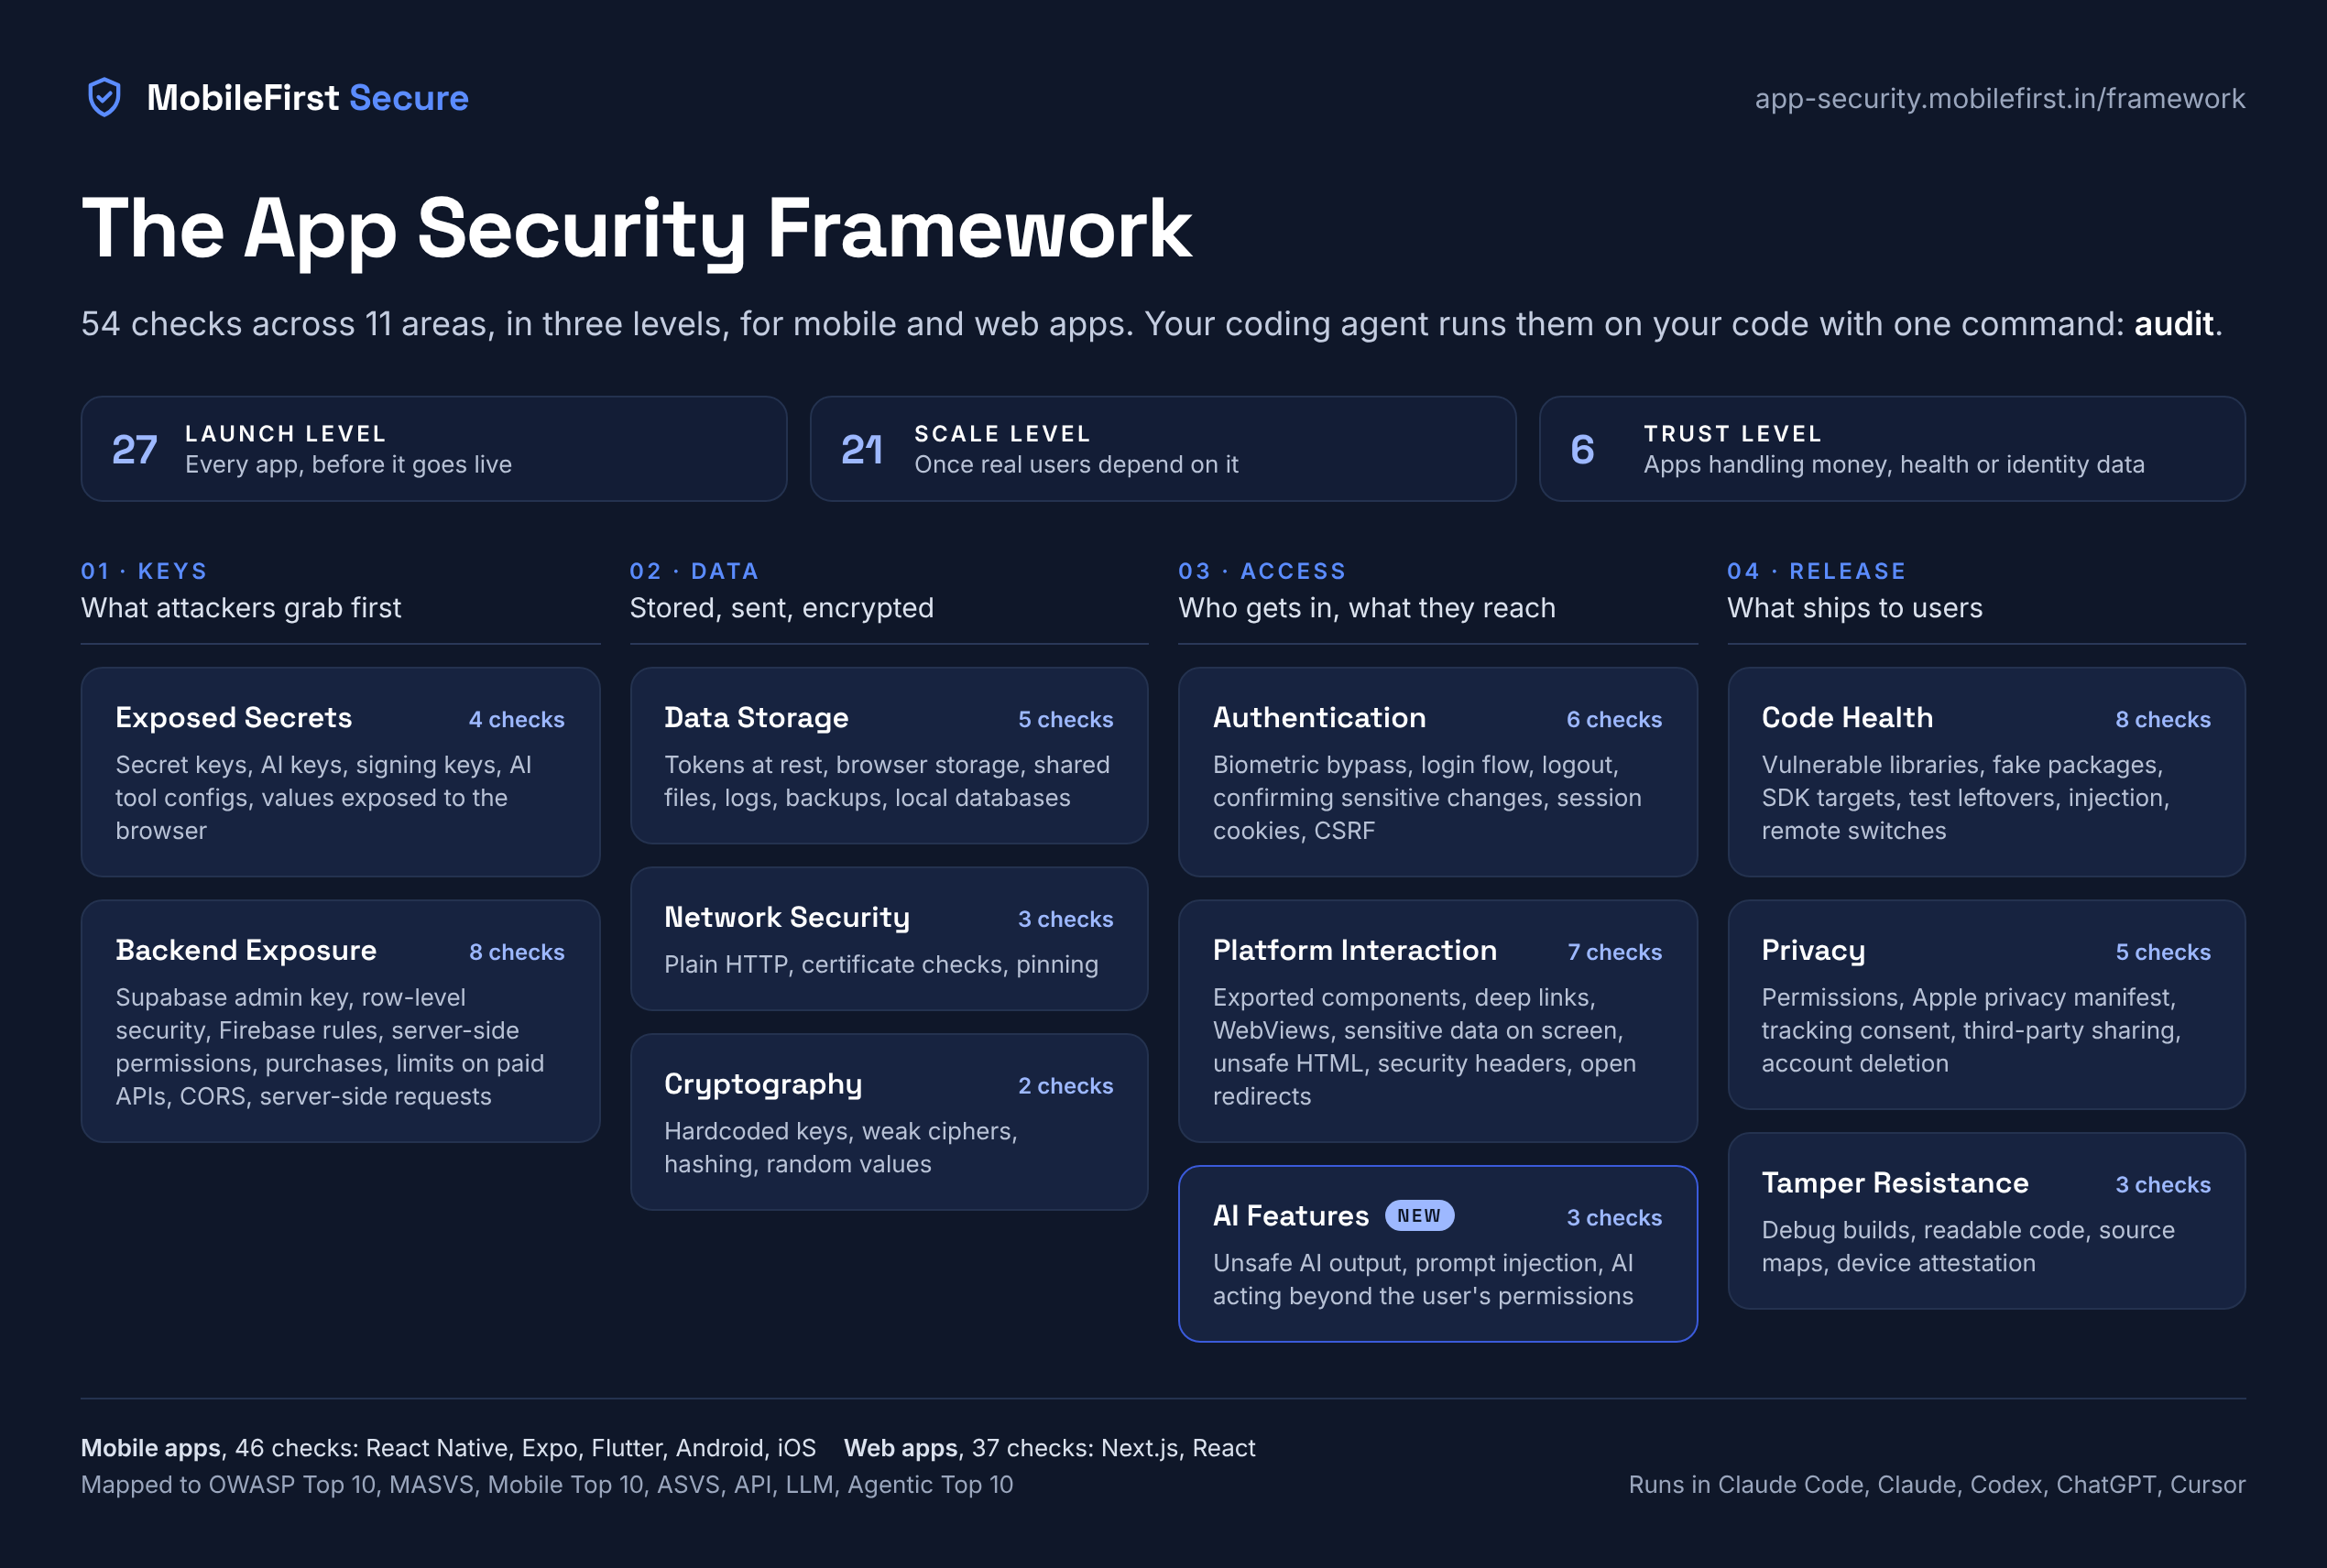 MobileFirst Secure
app-security.mobilefirst.in/framework
The App Security Framework
54 checks across 11 areas, in three levels, for mobile and web apps. Your coding agent runs them on your code with one command: audit.
27
LAUNCH LEVEL
Every app, before it goes live
21
SCALE LEVEL
Once real users depend on it
6
TRUST LEVEL
Apps handling money, health or identity data
01 · KEYS
What attackers grab first
Exposed Secrets 4 checks
Secret keys, AI keys, signing keys, AI
tool configs, values exposed to the
browser
Backend Exposure 8 checks
Supabase admin key, row-level
security, Firebase rules, server-side
permissions, purchases, limits on paid
APIs, CORS, server-side requests
02 · DATA
Stored, sent, encrypted
Data Storage 5 checks
Tokens at rest, browser storage, shared
files, logs, backups, local databases
Network Security 3 checks
Plain HTTP, certificate checks, pinning
Cryptography 2 checks
Hardcoded keys, weak ciphers,
hashing, random values
03 · ACCESS
Who gets in, what they reach
Authentication 6 checks
Biometric bypass, login flow, logout,
confirming sensitive changes, session
cookies, CSRF
Platform Interaction 7 checks
Exported components, deep links,
WebViews, sensitive data on screen,
unsafe HTML, security headers, open
redirects
AI Features NEW 3 checks
Unsafe AI output, prompt injection, AI
acting beyond the user's permissions
04 · RELEASE
What ships to users
Code Health 8 checks
Vulnerable libraries, fake packages,
SDK targets, test leftovers, injection,
remote switches
Privacy 5 checks
Permissions, Apple privacy manifest,
tracking consent, third-party sharing,
account deletion
Tamper Resistance 3 checks
Debug builds, readable code, source
maps, device attestation
Mobile apps, 46 checks: React Native, Expo, Flutter, Android, iOS Web apps, 37 checks: Next.js, React
Mapped to OWASP Top 10, MASVS, Mobile Top 10, ASVS, API, LLM, Agentic Top 10
Runs in Claude Code, Claude, Codex, ChatGPT, Cursor